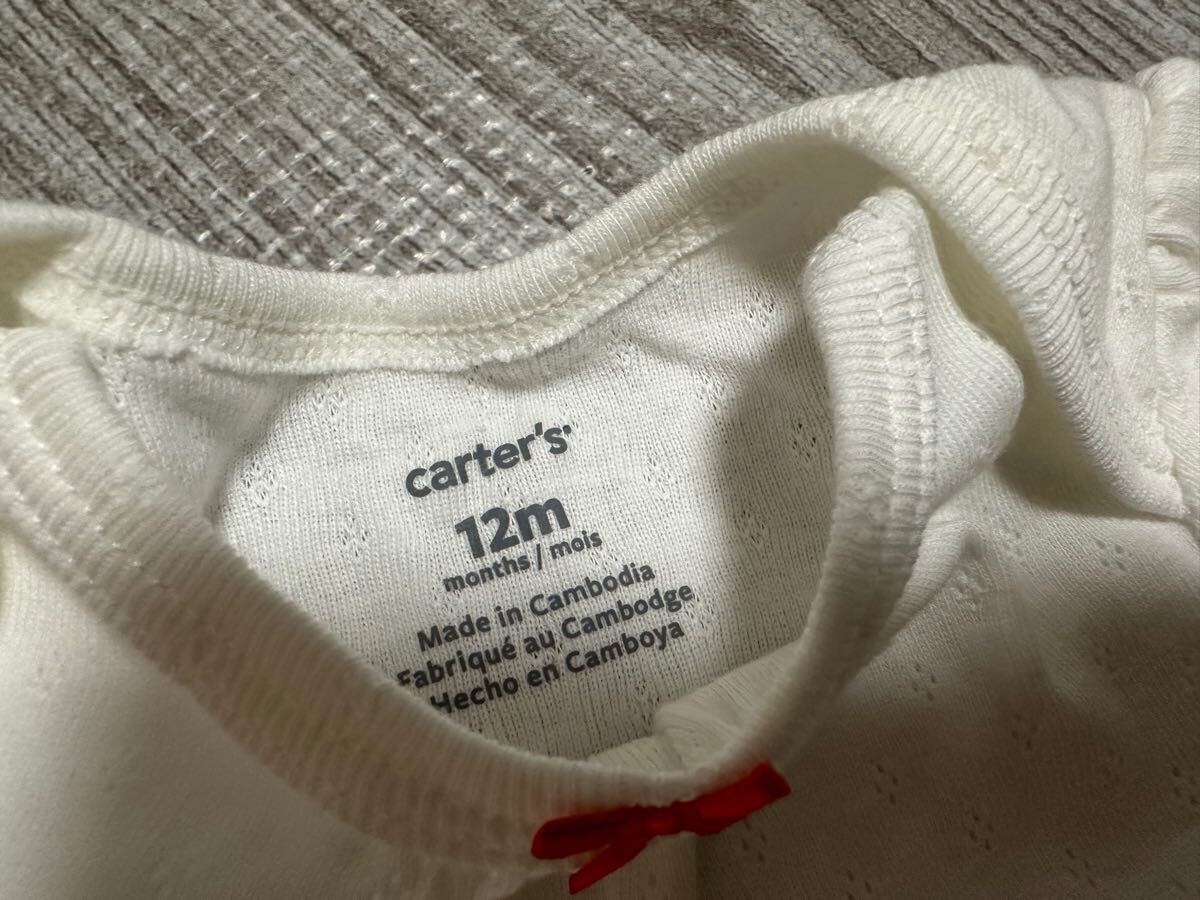 carter's
12m
months / mois
Made in Cambodia
Fabriqué au Cambodge
Hecho en Camboya